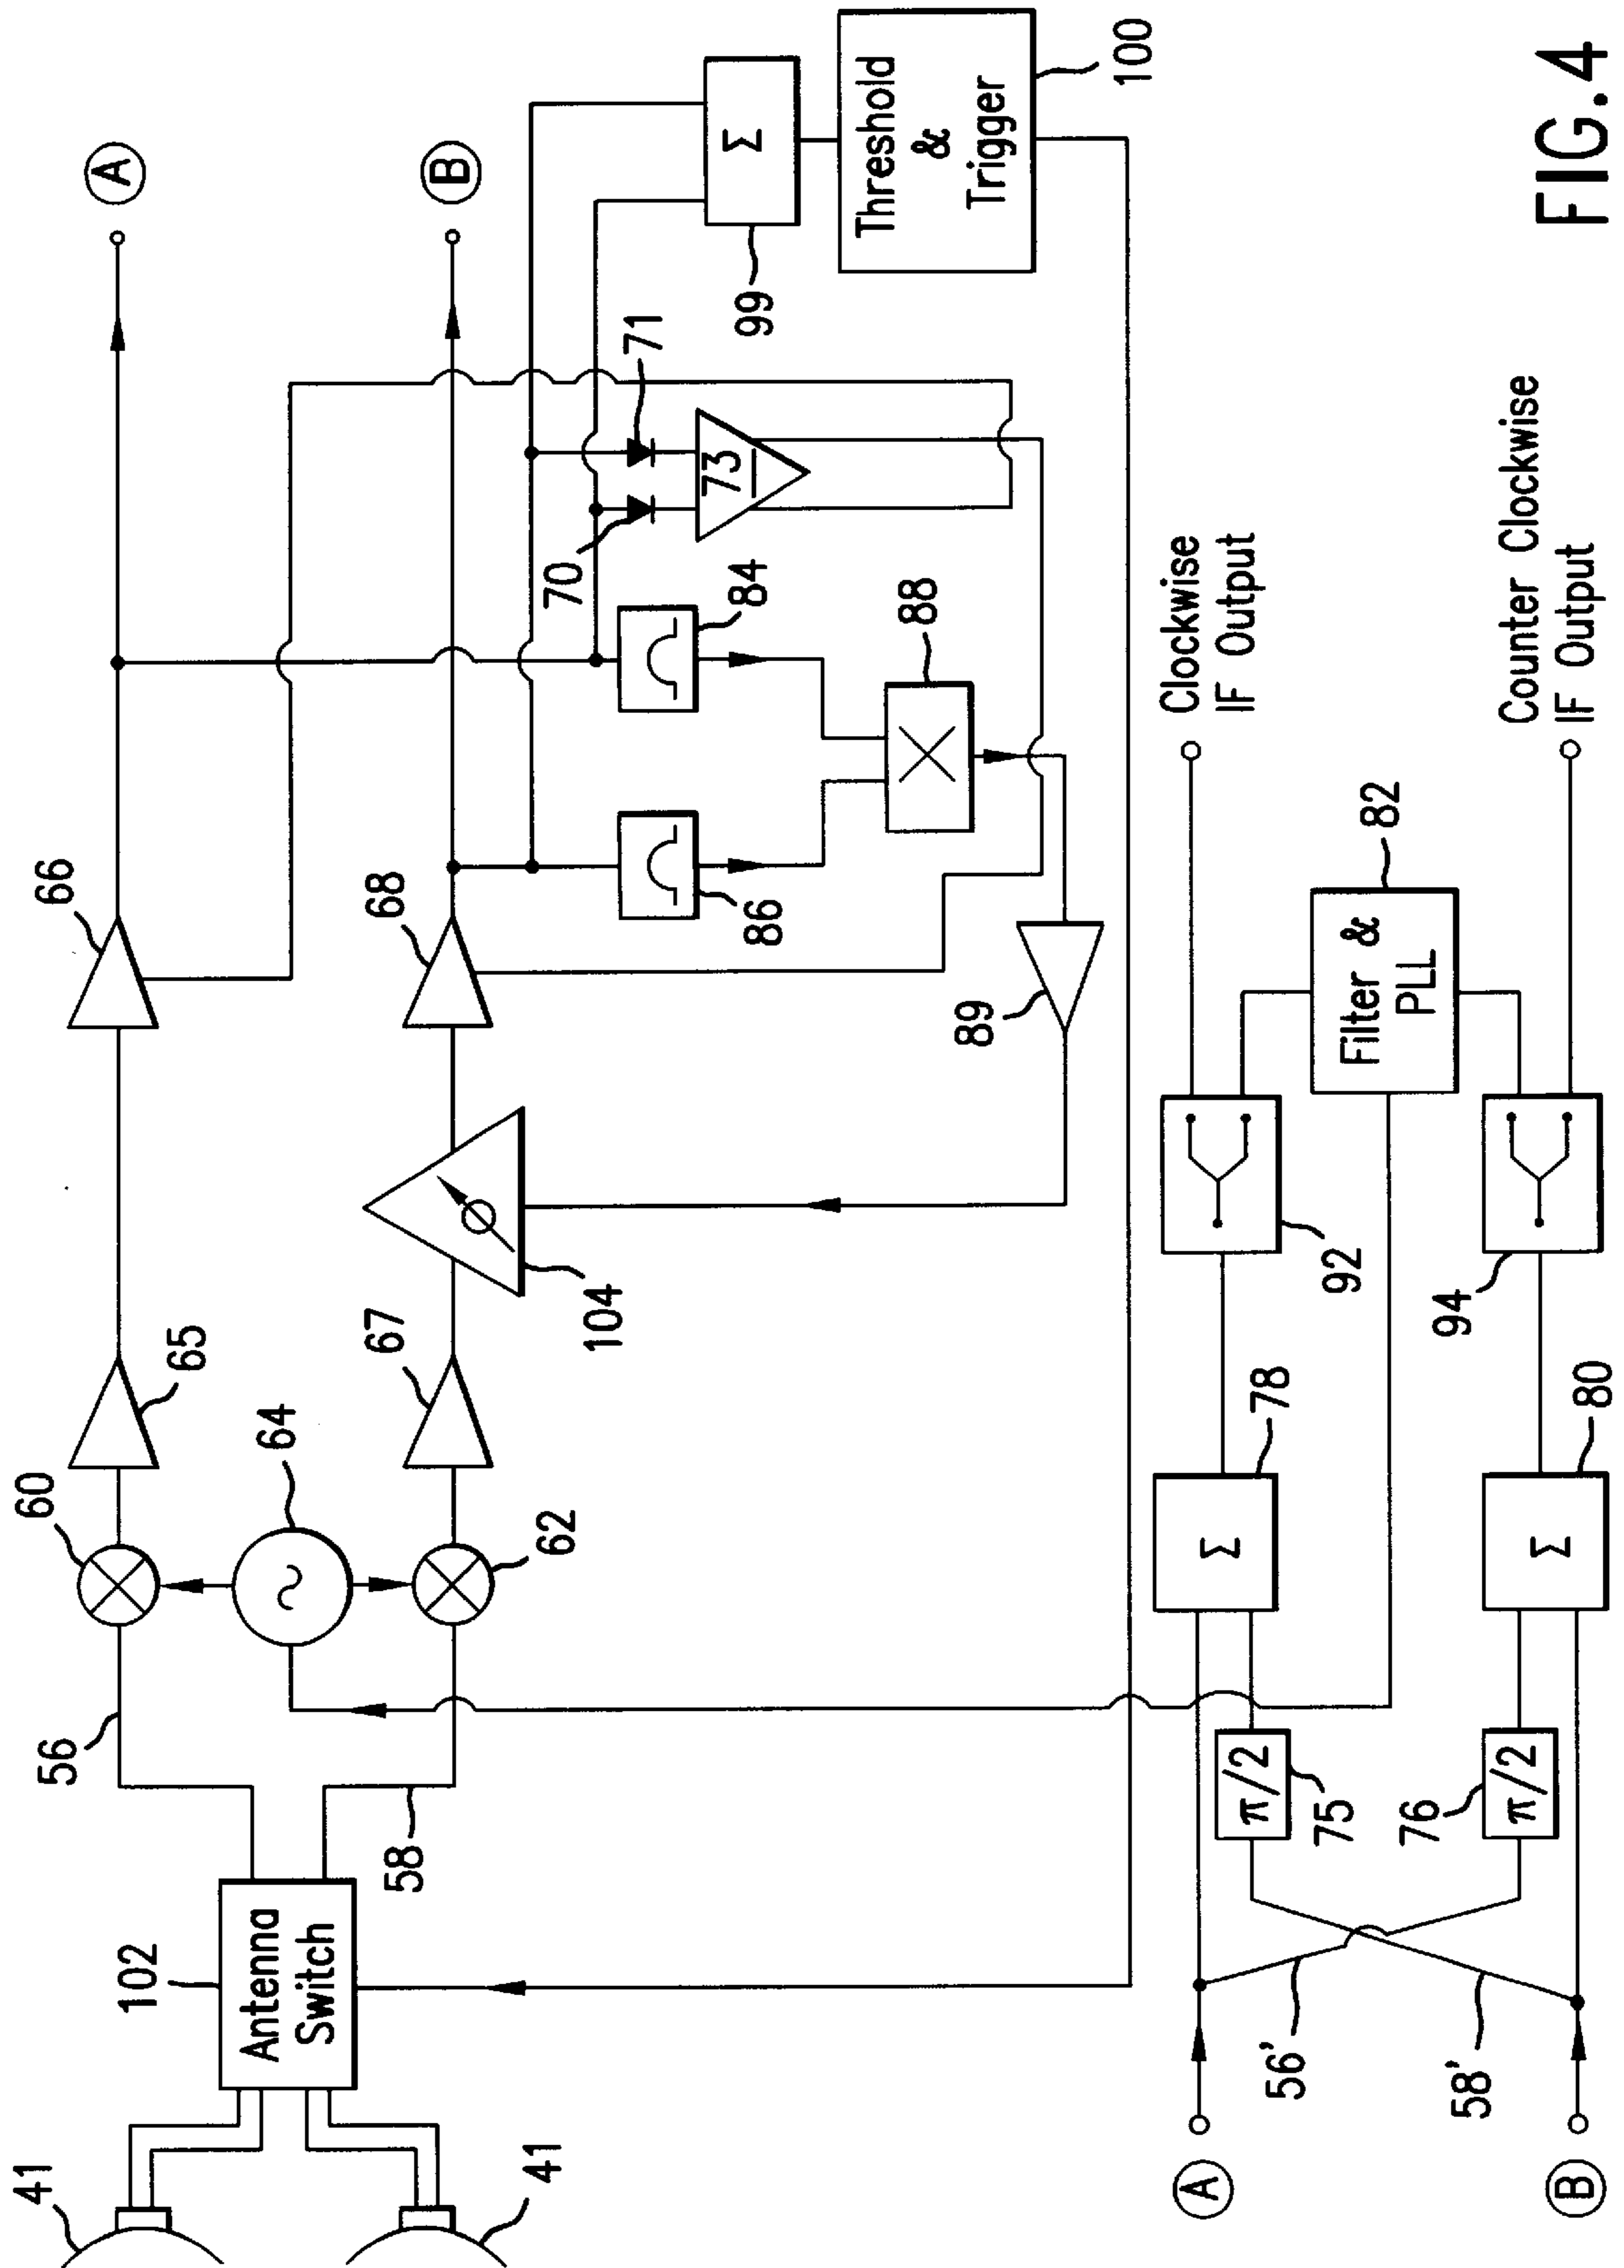 41
41
102
Antenna
Switch
56
58
60
64
62
65
67
104
66
68
89
86
84
88
70
71
73
99
Σ
Threshold
&
Trigger
100
A
B
A
B
56'
58'
75
π/2
76
π/2
Σ
78
Σ
80
92
94
Filter &
PLL
82
Clockwise
IF Output
Counter Clockwise
IF Output
FIG.4